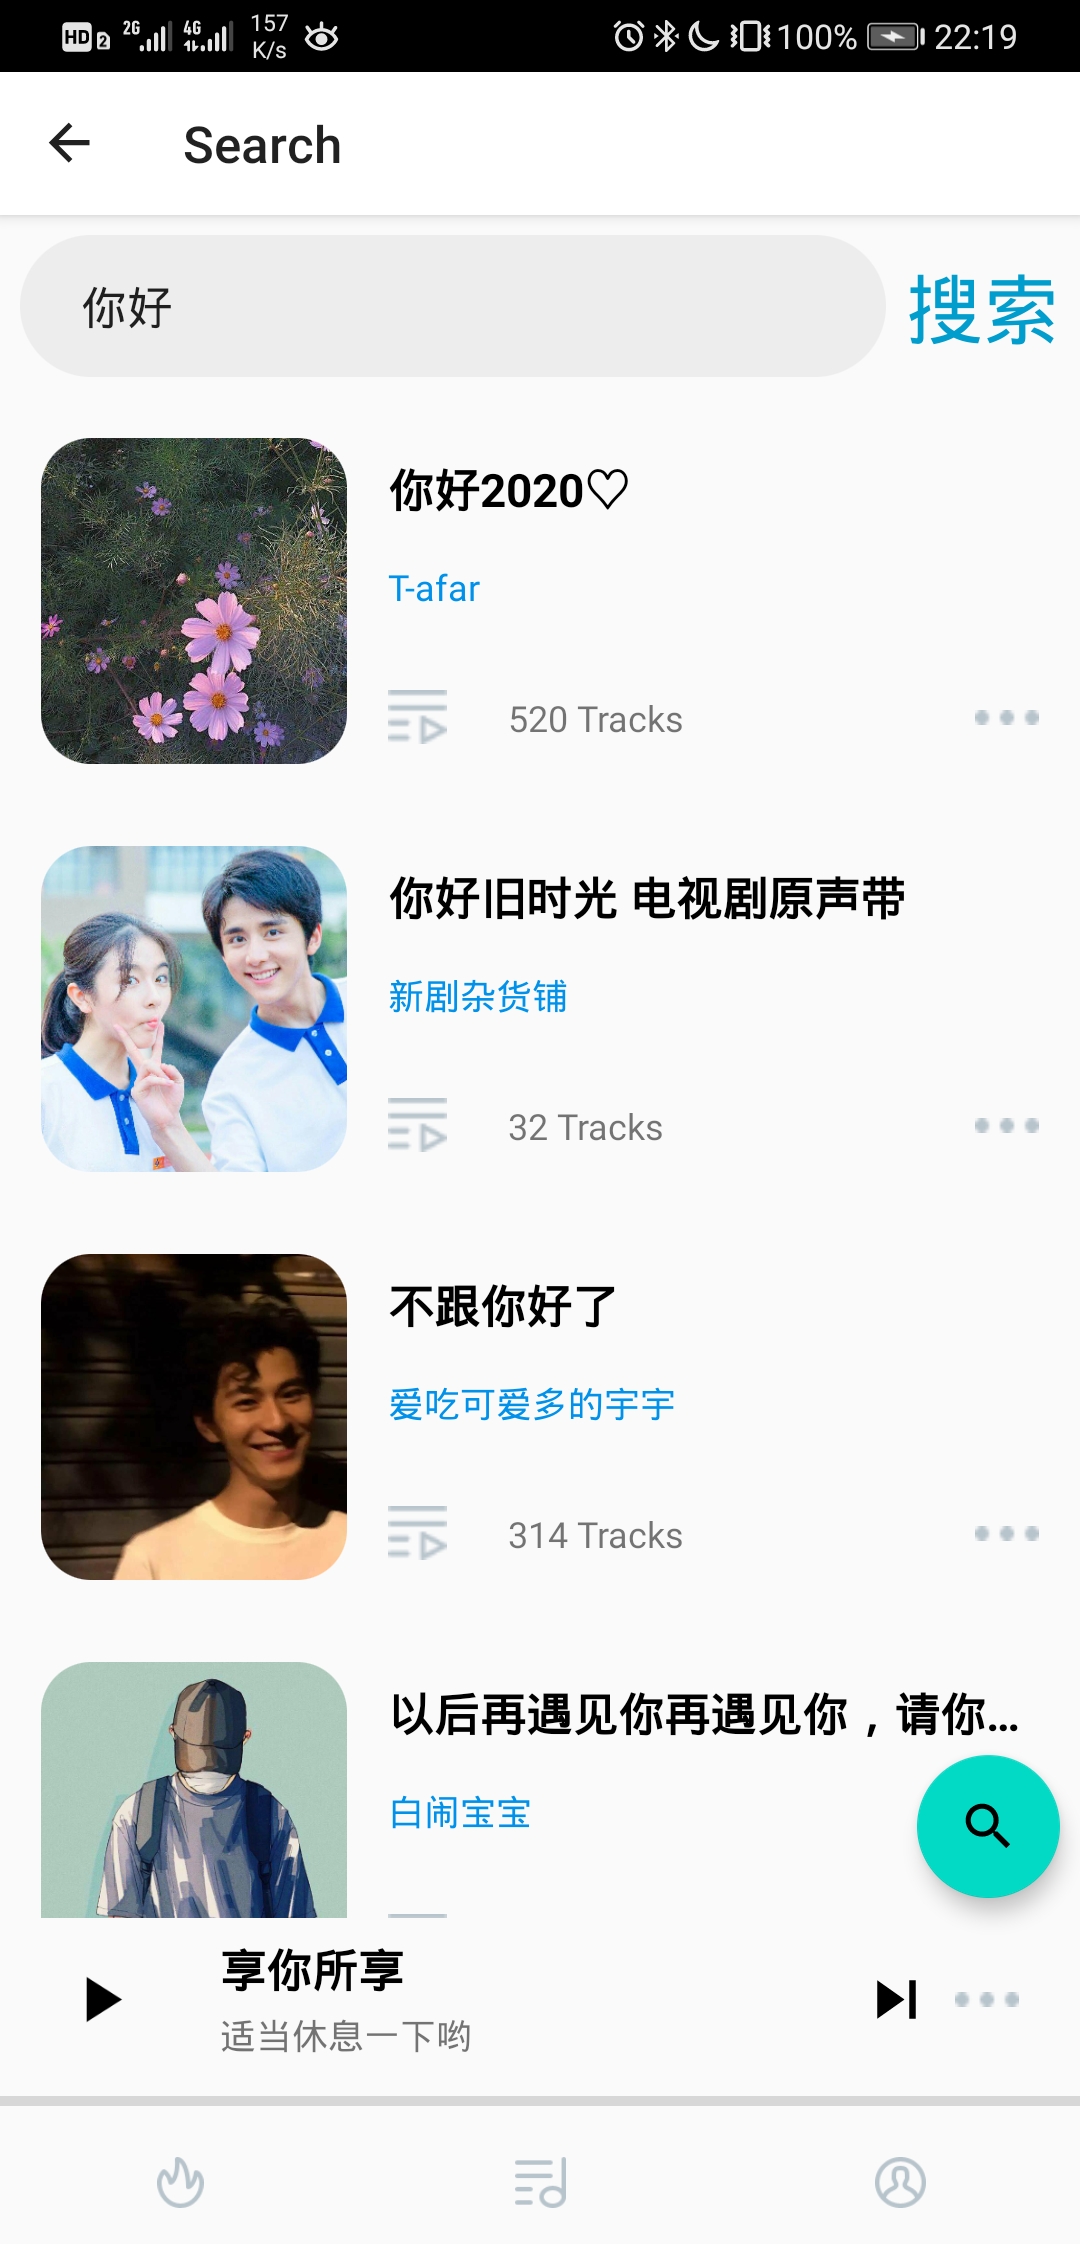 HD 2 2G 4G 157 K/s 100% 22:19
Search
你好 搜索
你好2020♡
T-afar
520 Tracks
你好旧时光 电视剧原声带
新剧杂货铺
32 Tracks
不跟你好了
爱吃可爱多的宇宇
314 Tracks
以后再遇见你再遇见你，请你...
白闹宝宝
享你所享
适当休息一下哟